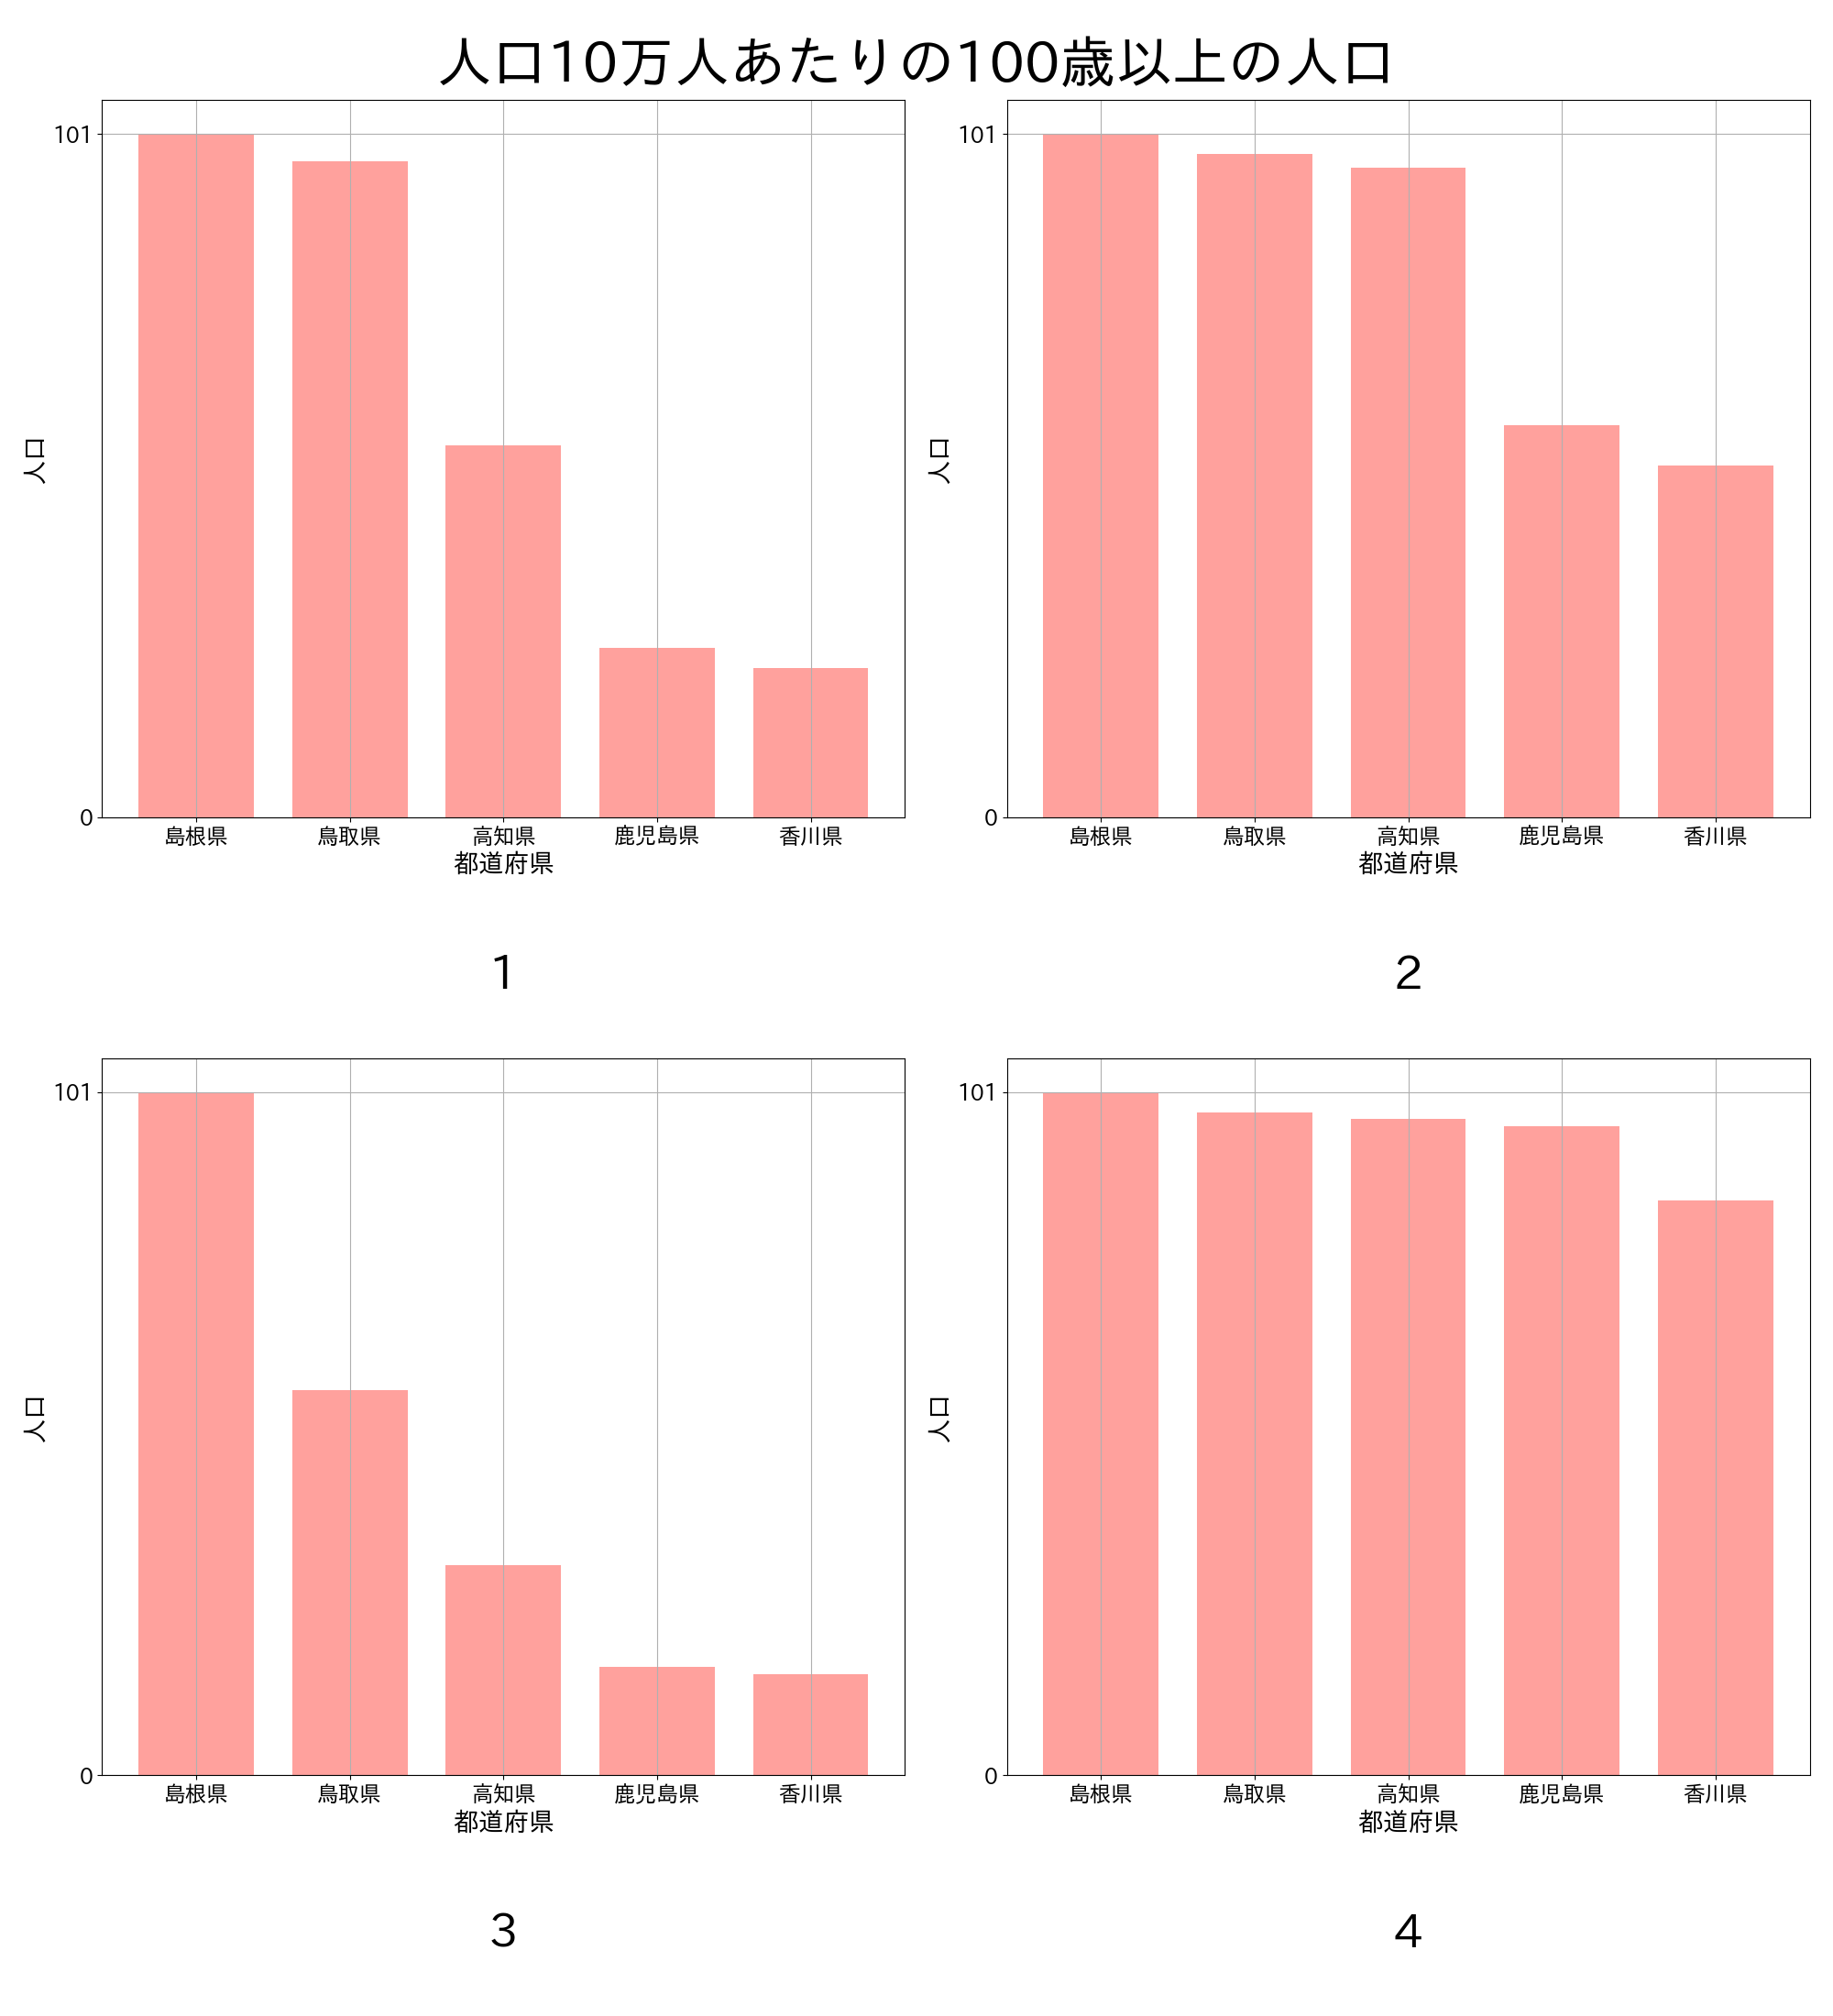 人口10万人あたりの100歳以上の人口
101
人口
0
島根県 鳥取県 高知県 鹿児島県 香川県
都道府県
1
101
人口
0
島根県 鳥取県 高知県 鹿児島県 香川県
都道府県
2
101
人口
0
島根県 鳥取県 高知県 鹿児島県 香川県
都道府県
3
101
人口
0
島根県 鳥取県 高知県 鹿児島県 香川県
都道府県
4